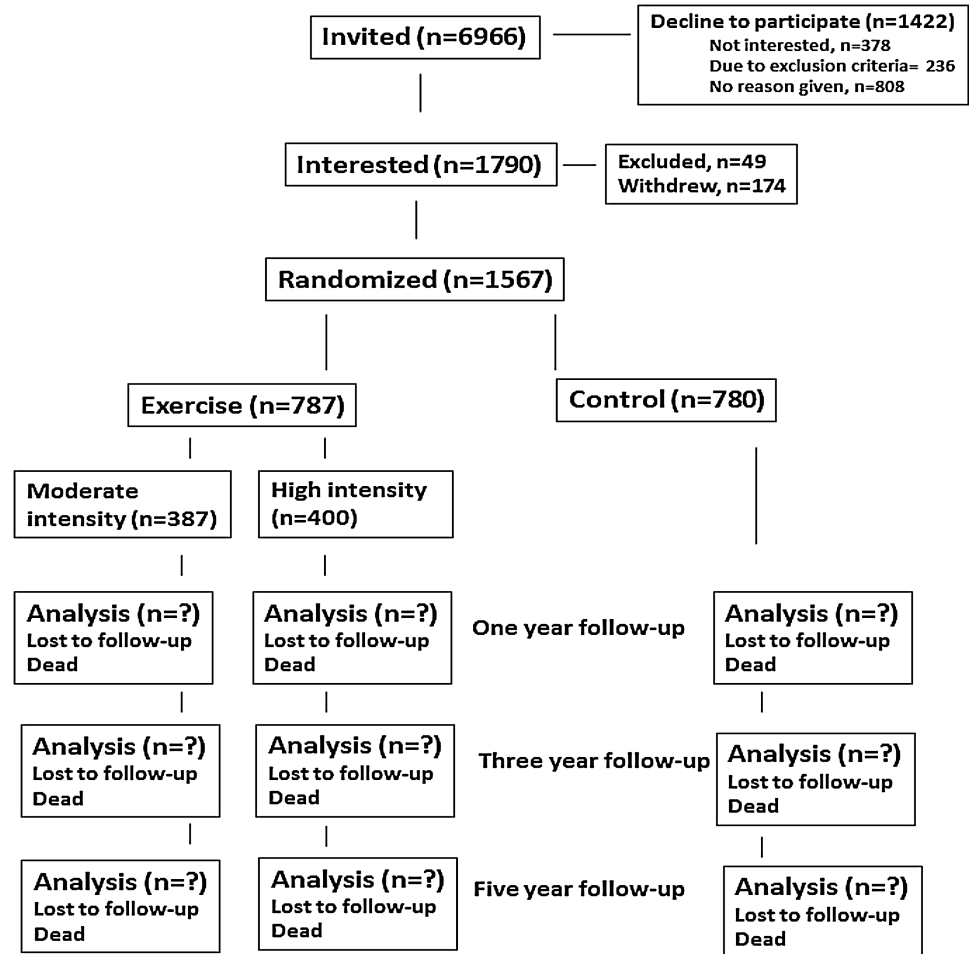 Invited (n=6966)
Decline to participate (n=1422)
Not interested, n=378
Due to exclusion criteria= 236
No reason given, n=808
Interested (n=1790)
Excluded, n=49
Withdrew, n=174
Randomized (n=1567)
Exercise (n=787)
Control (n=780)
Moderate
intensity (n=387)
High intensity
(n=400)
Analysis (n=?)
Lost to follow-up
Dead
Analysis (n=?)
Lost to follow-up
Dead
One year follow-up
Analysis (n=?)
Lost to follow-up
Dead
Analysis (n=?)
Lost to follow-up
Dead
Analysis (n=?)
Lost to follow-up
Dead
Three year follow-up
Analysis (n=?)
Lost to follow-up
Dead
Analysis (n=?)
Lost to follow-up
Dead
Analysis (n=?)
Lost to follow-up
Dead
Five year follow-up
Analysis (n=?)
Lost to follow-up
Dead